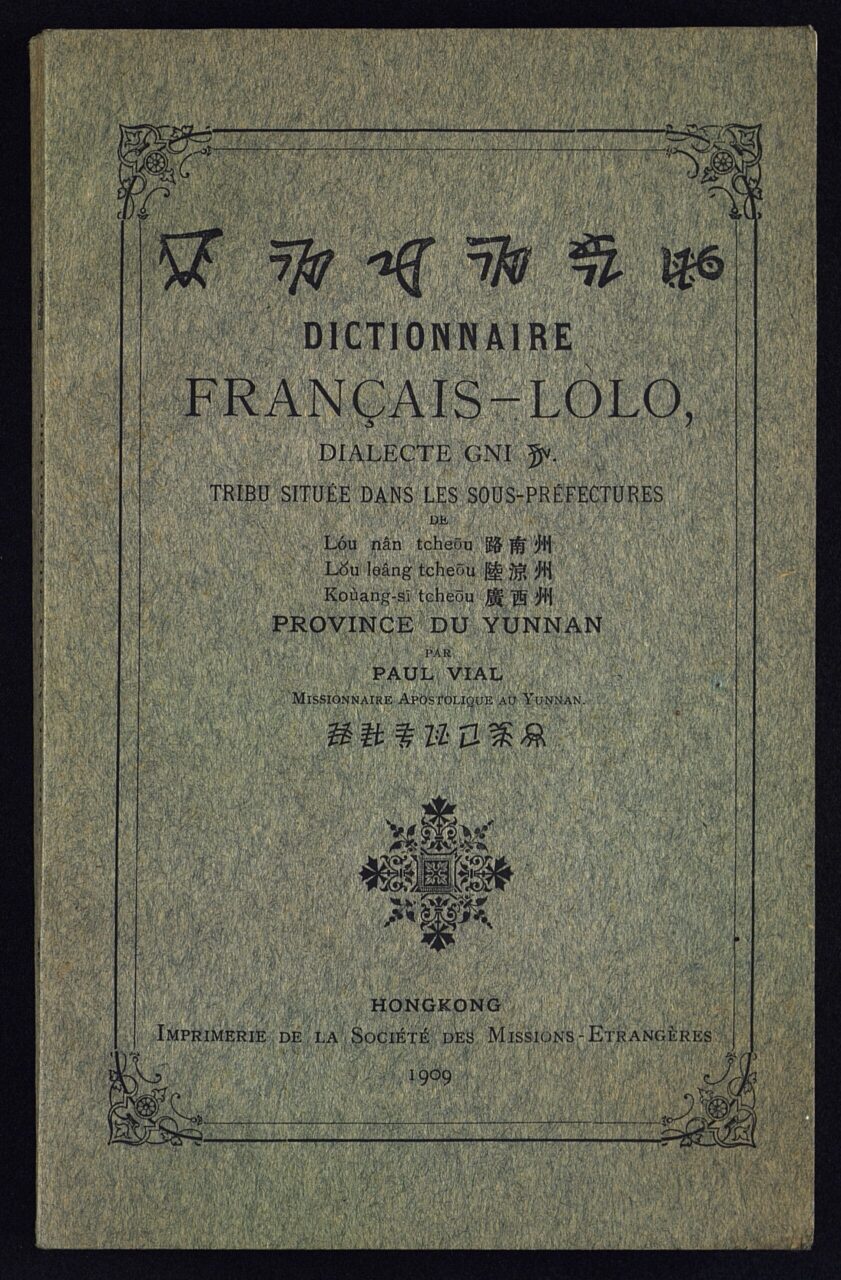 DICTIONNAIRE
FRANÇAIS–LOLO,
DIALECTE GNI
TRIBU SITUÉE DANS LES SOUS-PRÉFECTURES
DE
Lóu nân tcheōu 路南州
Lŏu leâng tcheōu 陸涼州
Koùang-sī tcheōu 廣西州
PROVINCE DU YUNNAN
PAR
PAUL VIAL
MISSIONNAIRE APOSTOLIQUE AU YUNNAN.
HONGKONG
IMPRIMERIE DE LA SOCIÉTÉ DES MISSIONS-ETRANGÈRES
1909